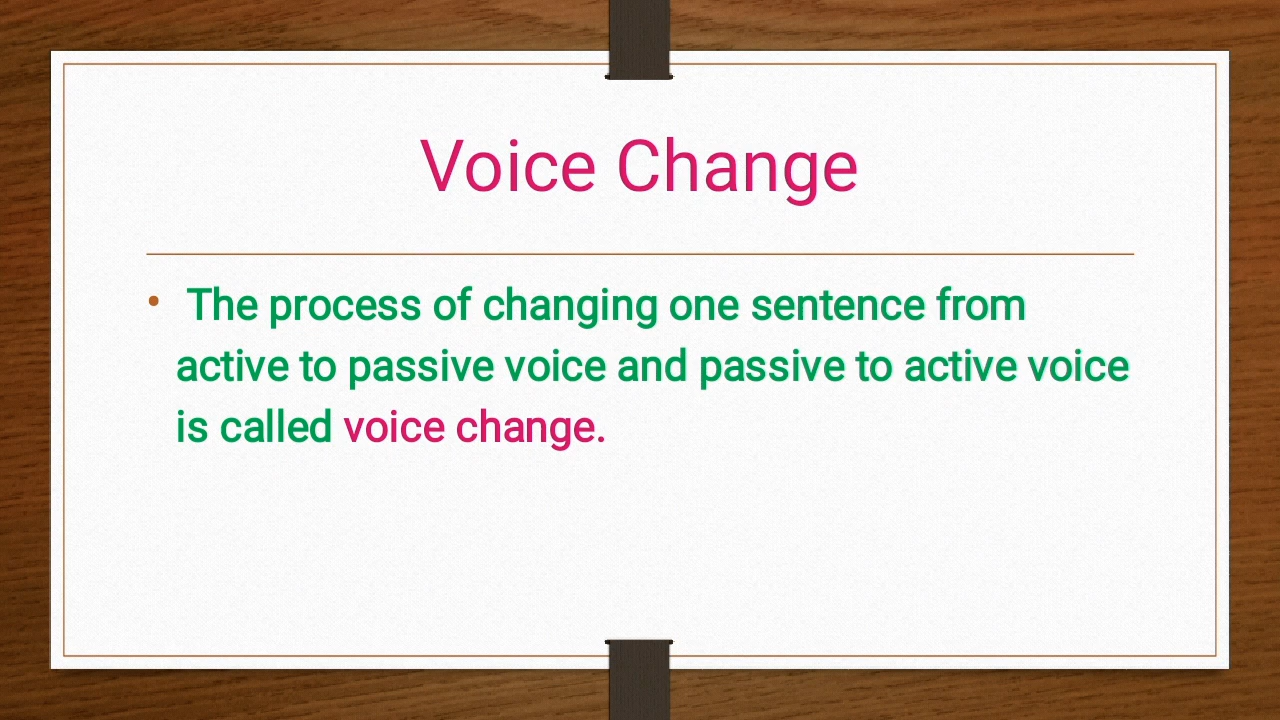 Voice Change
• The process of changing one sentence from
active to passive voice and passive to active voice
is called voice change.